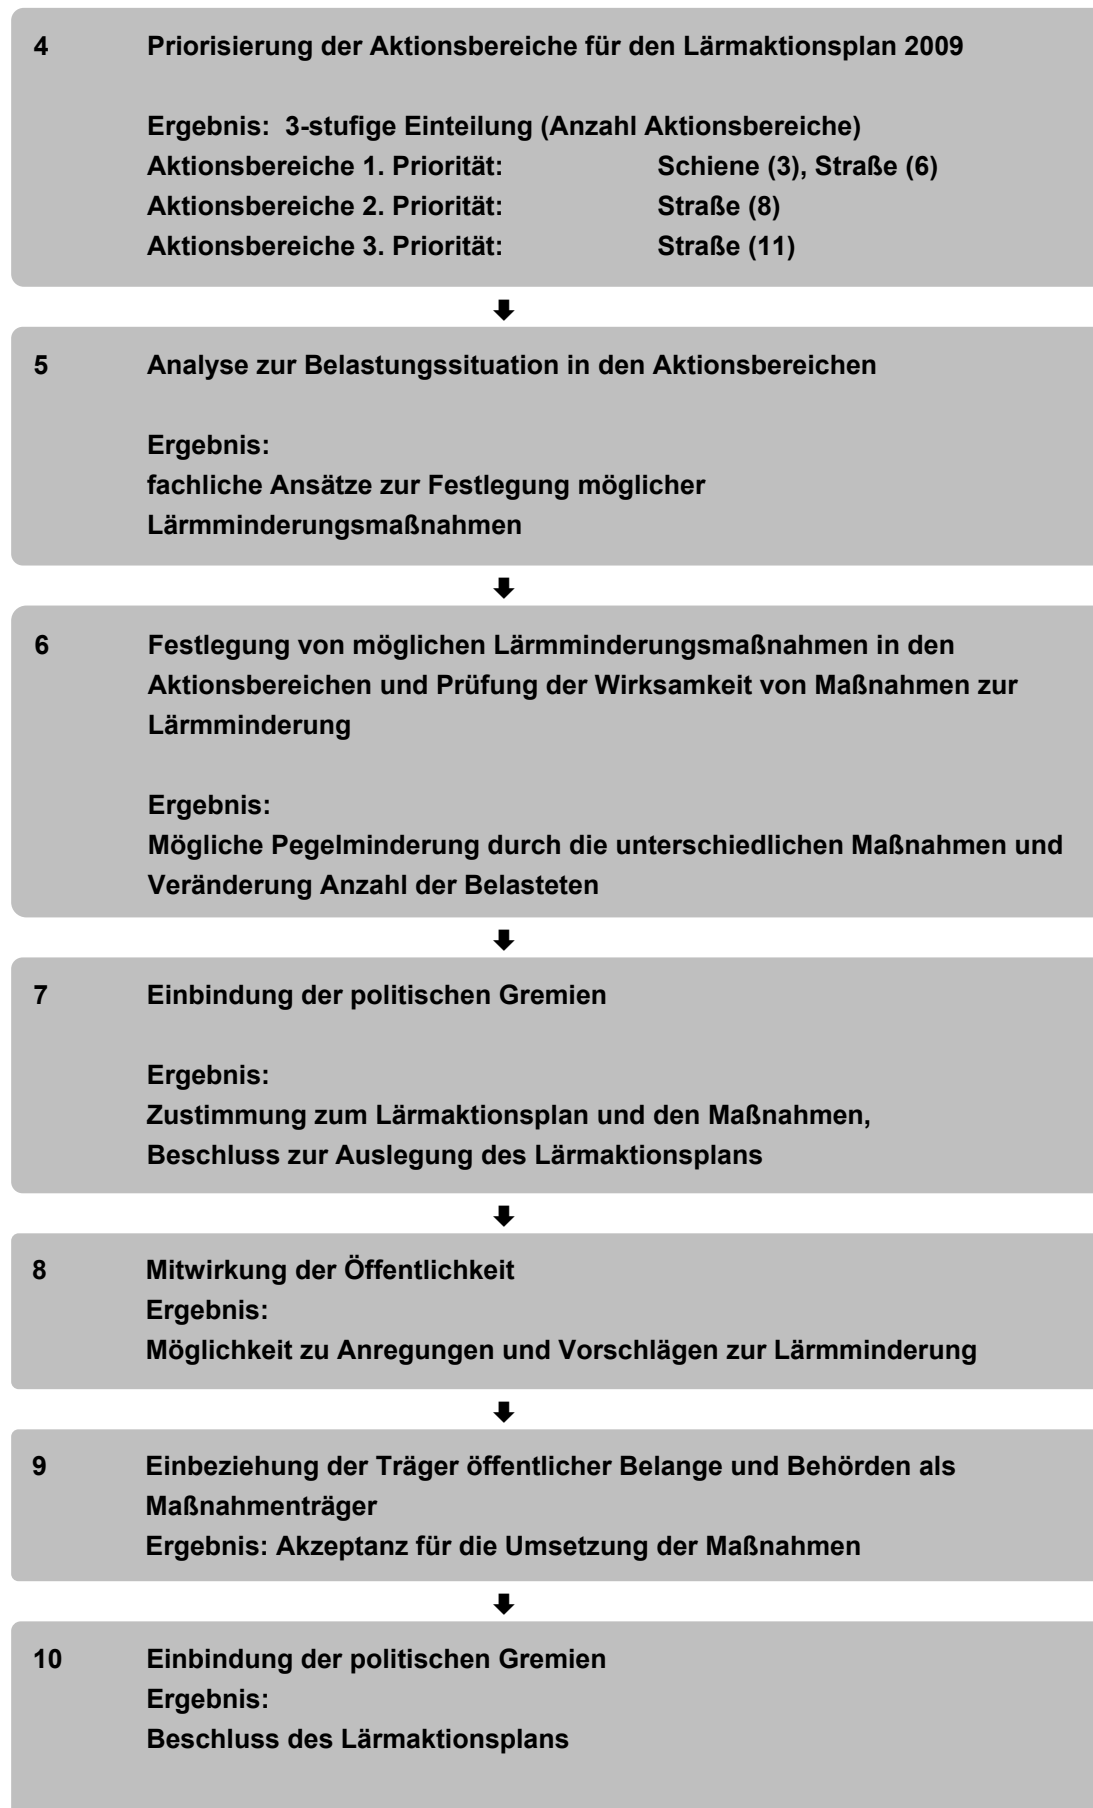 4 Priorisierung der Aktionsbereiche für den Lärmaktionsplan 2009
Ergebnis: 3-stufige Einteilung (Anzahl Aktionsbereiche)
Aktionsbereiche 1. Priorität: Schiene (3), Straße (6)
Aktionsbereiche 2. Priorität: Straße (8)
Aktionsbereiche 3. Priorität: Straße (11)
5 Analyse zur Belastungssituation in den Aktionsbereichen
Ergebnis:
fachliche Ansätze zur Festlegung möglicher
Lärmminderungsmaßnahmen
6 Festlegung von möglichen Lärmminderungsmaßnahmen in den
Aktionsbereichen und Prüfung der Wirksamkeit von Maßnahmen zur
Lärmminderung
Ergebnis:
Mögliche Pegelminderung durch die unterschiedlichen Maßnahmen und
Veränderung Anzahl der Belasteten
7 Einbindung der politischen Gremien
Ergebnis:
Zustimmung zum Lärmaktionsplan und den Maßnahmen,
Beschluss zur Auslegung des Lärmaktionsplans
8 Mitwirkung der Öffentlichkeit
Ergebnis:
Möglichkeit zu Anregungen und Vorschlägen zur Lärmminderung
9 Einbeziehung der Träger öffentlicher Belange und Behörden als
Maßnahmenträger
Ergebnis: Akzeptanz für die Umsetzung der Maßnahmen
10 Einbindung der politischen Gremien
Ergebnis:
Beschluss des Lärmaktionsplans